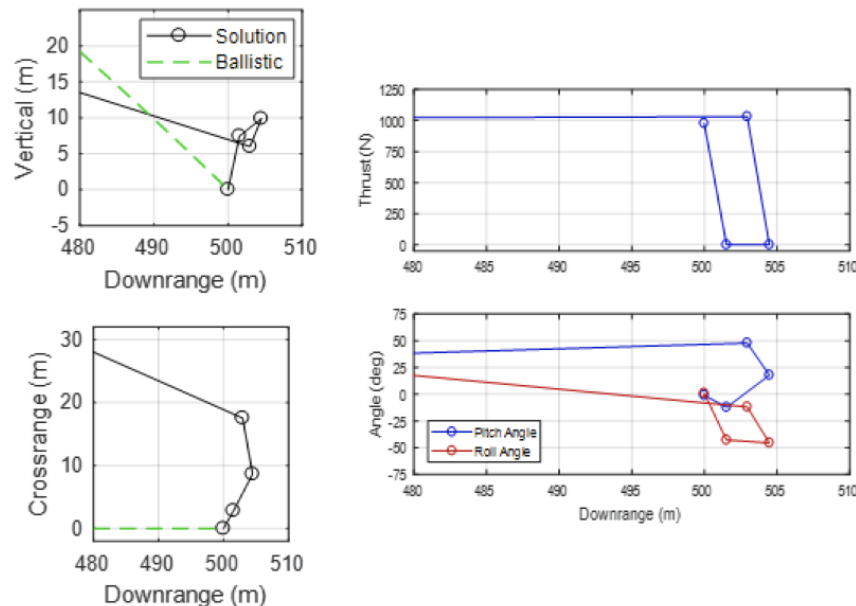 Vertical (m)
20
15
10
5
0
-5
Solution
Ballistic
480 490 500 510
Downrange (m)
Crossrange (m)
30
20
10
0
480 490 500 510
Downrange (m)
Thrust (N)
1250
1000
750
500
250
0
480 485 490 495 500 505 510
Angle (deg)
75
50
25
0
-25
-50
-75
Pitch Angle
Roll Angle
480 485 490 495 500 505 510
Downrange (m)